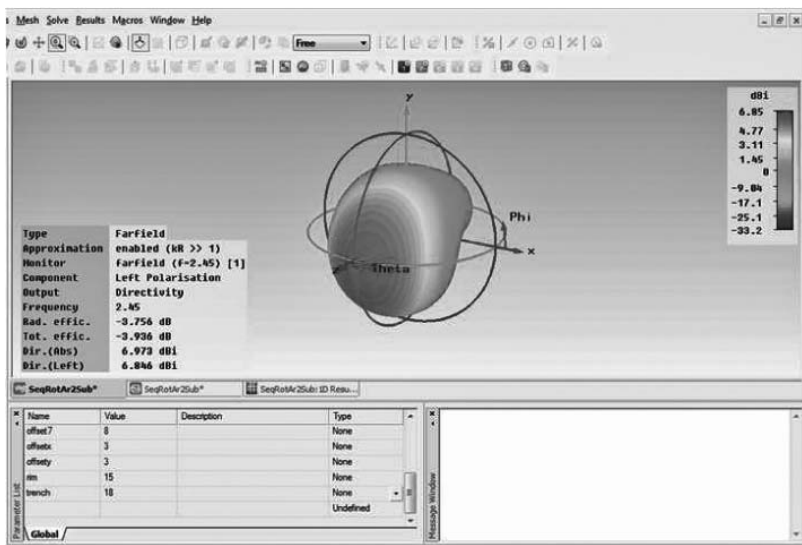 Mesh Solve Results Macros Window Help
Free
y
Phi
x
Theta
dBi
6.85
4.77
3.11
1.45
0
-9.04
-17.1
-25.1
-33.2
Type Farfield
Approximation enabled (kR >> 1)
Monitor Farfield (f=2.45) [1]
Component Left Polarisation
Output Directivity
Frequency 2.45
Rad. effic. -3.756 dB
Tot. effic. -3.936 dB
Dir.(Abs) 6.973 dBi
Dir.(Left) 6.846 dBi
SeqRotAr2Sub* SeqRotAr2Sub* SeqRotAr2Sub: 1D Resu...
Name Value Description Type
offset7 8 None
offsetx 3 None
offsety 3 None
rim 15 None
trench 18 None
Undefined
Global
Parameter List
Message Window